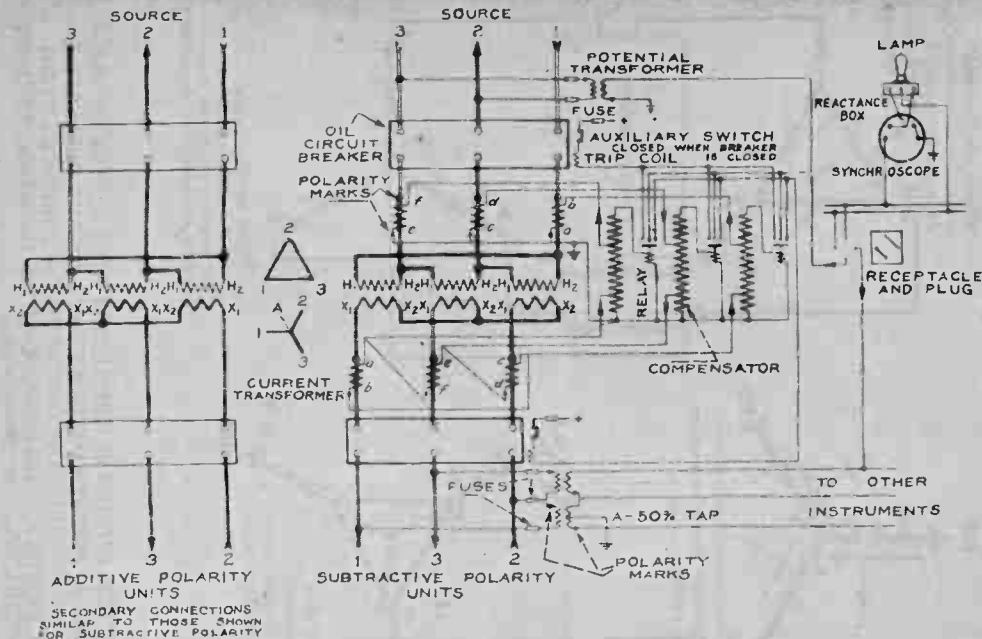 SOURCE
3 2 1
SOURCE
3 2 1
POTENTIAL
TRANSFORMER
FUSE
+
LAMP
REACTANCE
BOX
SYNCHROSCOPE
OIL
CIRCUIT
BREAKER
AUXILIARY SWITCH
CLOSED WHEN BREAKER
IS CLOSED
TRIP COIL
POLARITY
MARKS
f d b
e c a
H1 H2 H1 H2 H1 H2
X2 X1 X2 X1 X2 X1
2
1 3
A 2
1
3
H1 H2 H1 H2 H1 H2
X1 X2 X1 X2 X1 X2
RELAY
RECEPTACLE
AND PLUG
COMPENSATOR
CURRENT
TRANSFORMER
a e c
b f d
+
FUSES
A-50% TAP
TO OTHER
INSTRUMENTS
POLARITY
MARKS
1 3 2
1 3 2
ADDITIVE POLARITY
UNITS
SECONDARY CONNECTIONS
SIMILAR TO THOSE SHOWN
FOR SUBTRACTIVE POLARITY
SUBTRACTIVE POLARITY
UNITS